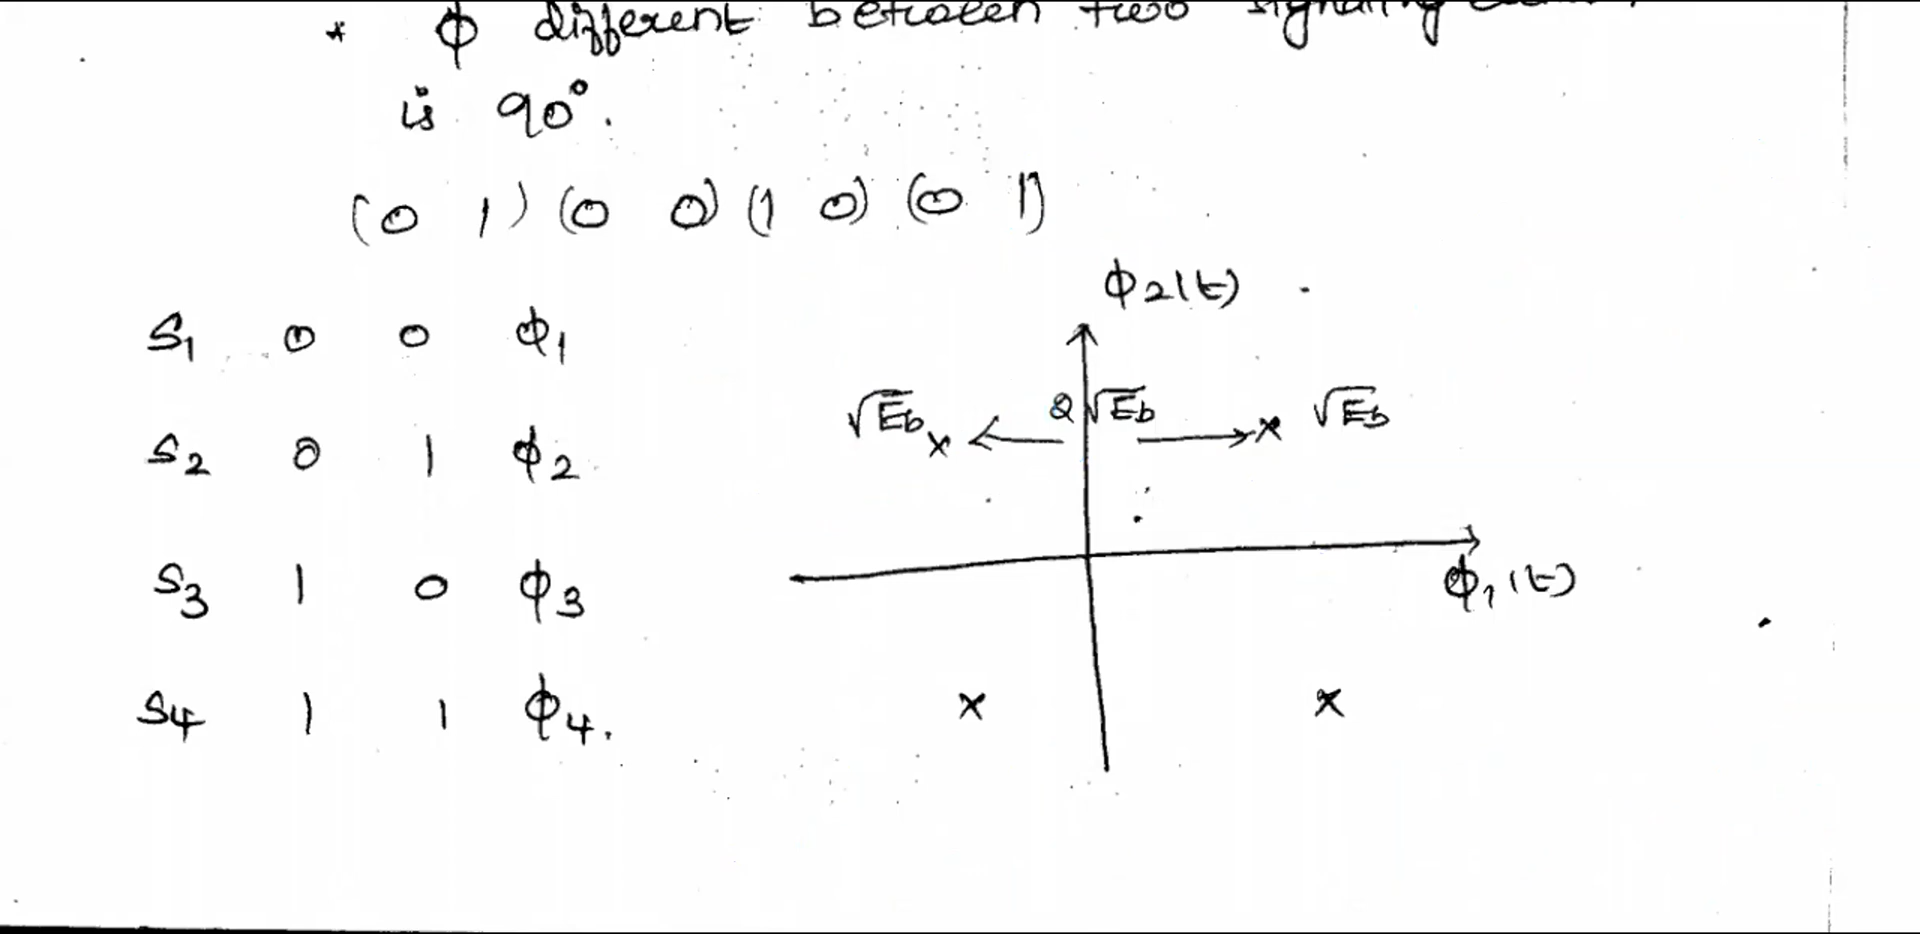 * ϕ different between two
is 90°.
(0 1) (0 0) (1 0) (0 1)
ϕ2(t)
S1 0 0 ϕ1
√Eb x 2√Eb x √Eb
S2 0 1 ϕ2
S3 1 0 ϕ3
ϕ1(t)
S4 1 1 ϕ4.
x x